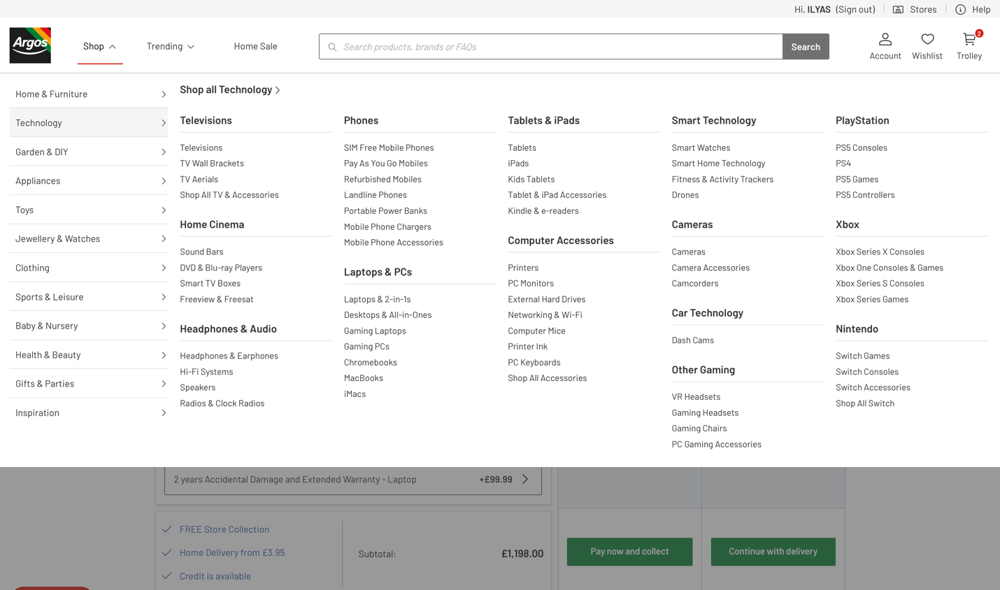 Hi, ILYAS (Sign out)
Stores
Help
Argos
Shop
Trending
Home Sale
Search products, brands or FAQs
Search
Account
Wishlist
2
Trolley
Home & Furniture
Technology
Garden & DIY
Appliances
Toys
Jewellery & Watches
Clothing
Sports & Leisure
Baby & Nursery
Health & Beauty
Gifts & Parties
Inspiration
Shop all Technology
Televisions
Televisions
TV Wall Brackets
TV Aerials
Shop All TV & Accessories
Home Cinema
Sound Bars
DVD & Blu-ray Players
Smart TV Boxes
Freeview & Freesat
Headphones & Audio
Headphones & Earphones
Hi-Fi Systems
Speakers
Radios & Clock Radios
Phones
SIM Free Mobile Phones
Pay As You Go Mobiles
Refurbished Mobiles
Landline Phones
Portable Power Banks
Mobile Phone Chargers
Mobile Phone Accessories
Laptops & PCs
Laptops & 2-in-1s
Desktops & All-in-Ones
Gaming Laptops
Gaming PCs
Chromebooks
MacBooks
iMacs
Tablets & iPads
Tablets
iPads
Kids Tablets
Tablet & iPad Accessories
Kindle & e-readers
Computer Accessories
Printers
PC Monitors
External Hard Drives
Networking & Wi-Fi
Computer Mice
Printer Ink
PC Keyboards
Shop All Accessories
Smart Technology
Smart Watches
Smart Home Technology
Fitness & Activity Trackers
Drones
Cameras
Cameras
Camera Accessories
Camcorders
Car Technology
Dash Cams
Other Gaming
VR Headsets
Gaming Headsets
Gaming Chairs
PC Gaming Accessories
PlayStation
PS5 Consoles
PS4
PS5 Games
PS5 Controllers
Xbox
Xbox Series X Consoles
Xbox One Consoles & Games
Xbox Series S Consoles
Xbox Series Games
Nintendo
Switch Games
Switch Consoles
Switch Accessories
Shop All Switch
2 years Accidental Damage and Extended Warranty - Laptop
+£99.99
FREE Store Collection
Home Delivery from £3.95
Credit is available
Subtotal:
£1,198.00
Pay now and collect
Continue with delivery